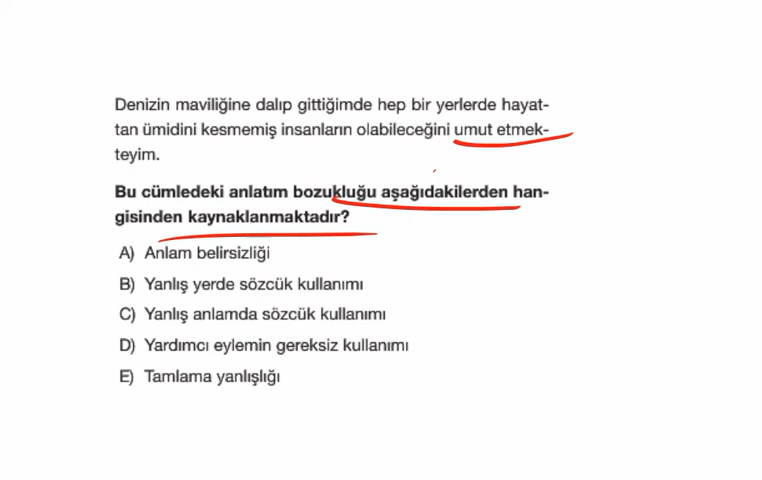 Denizin maviliğine dalıp gittiğimde hep bir yerlerde hayat-
tan ümidini kesmemiş insanların olabileceğini umut etmek-
teyim.
Bu cümledeki anlatım bozukluğu aşağıdakilerden han-
gisinden kaynaklanmaktadır?
A) Anlam belirsizliği
B) Yanlış yerde sözcük kullanımı
C) Yanlış anlamda sözcük kullanımı
D) Yardımcı eylemin gereksiz kullanımı
E) Tamlama yanlışlığı